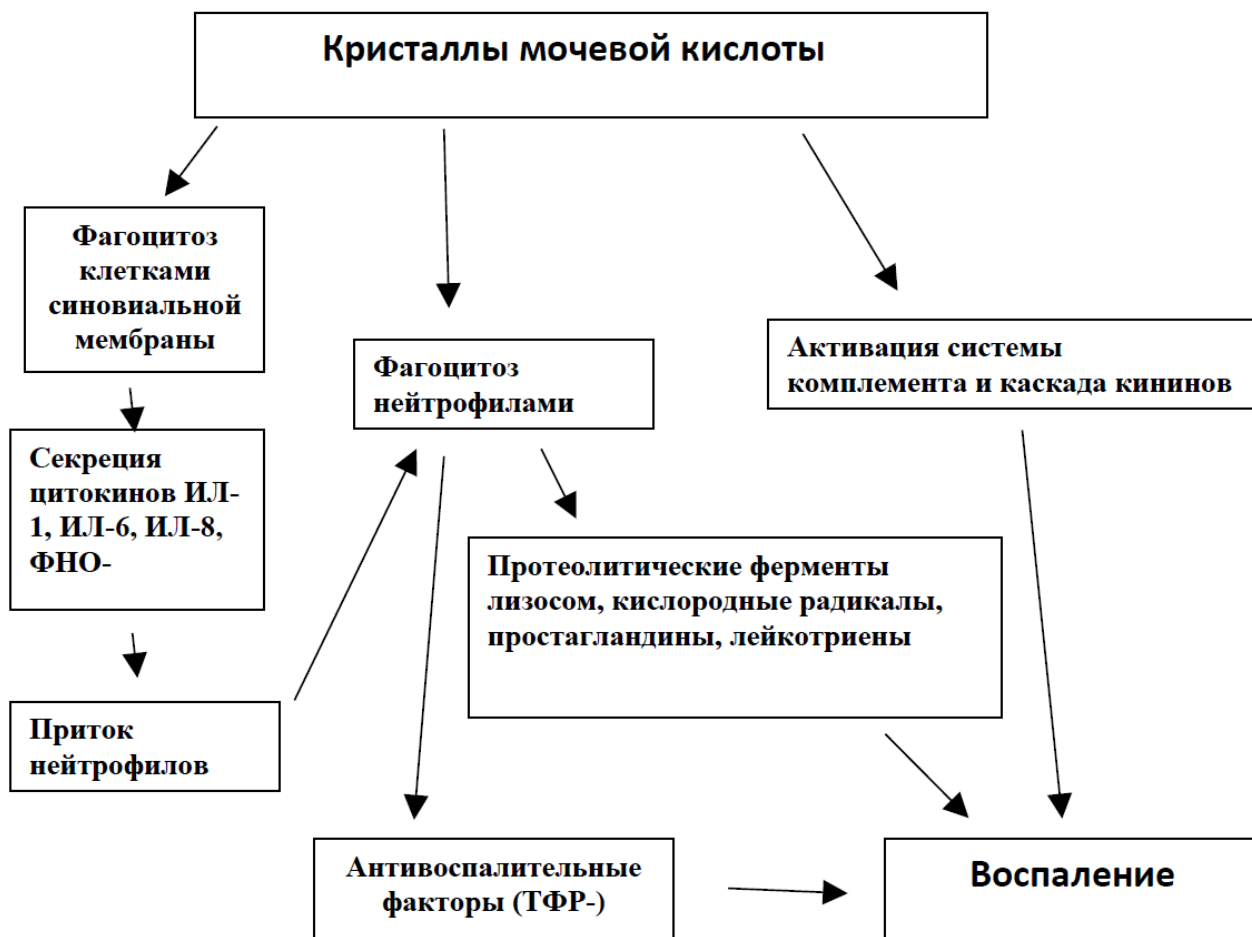 Кристаллы мочевой кислоты
Фагоцитоз
клетками
синовиальной
мембраны
Фагоцитоз
нейтрофилами
Активация системы
комплемента и каскада кининов
Секреция
цитокинов ИЛ-
1, ИЛ-6, ИЛ-8,
ФНО-
Протеолитические ферменты
лизосом, кислородные радикалы,
простагландины, лейкотриены
Приток
нейтрофилов
Антивоспалительные
факторы (ТФР-)
Воспаление